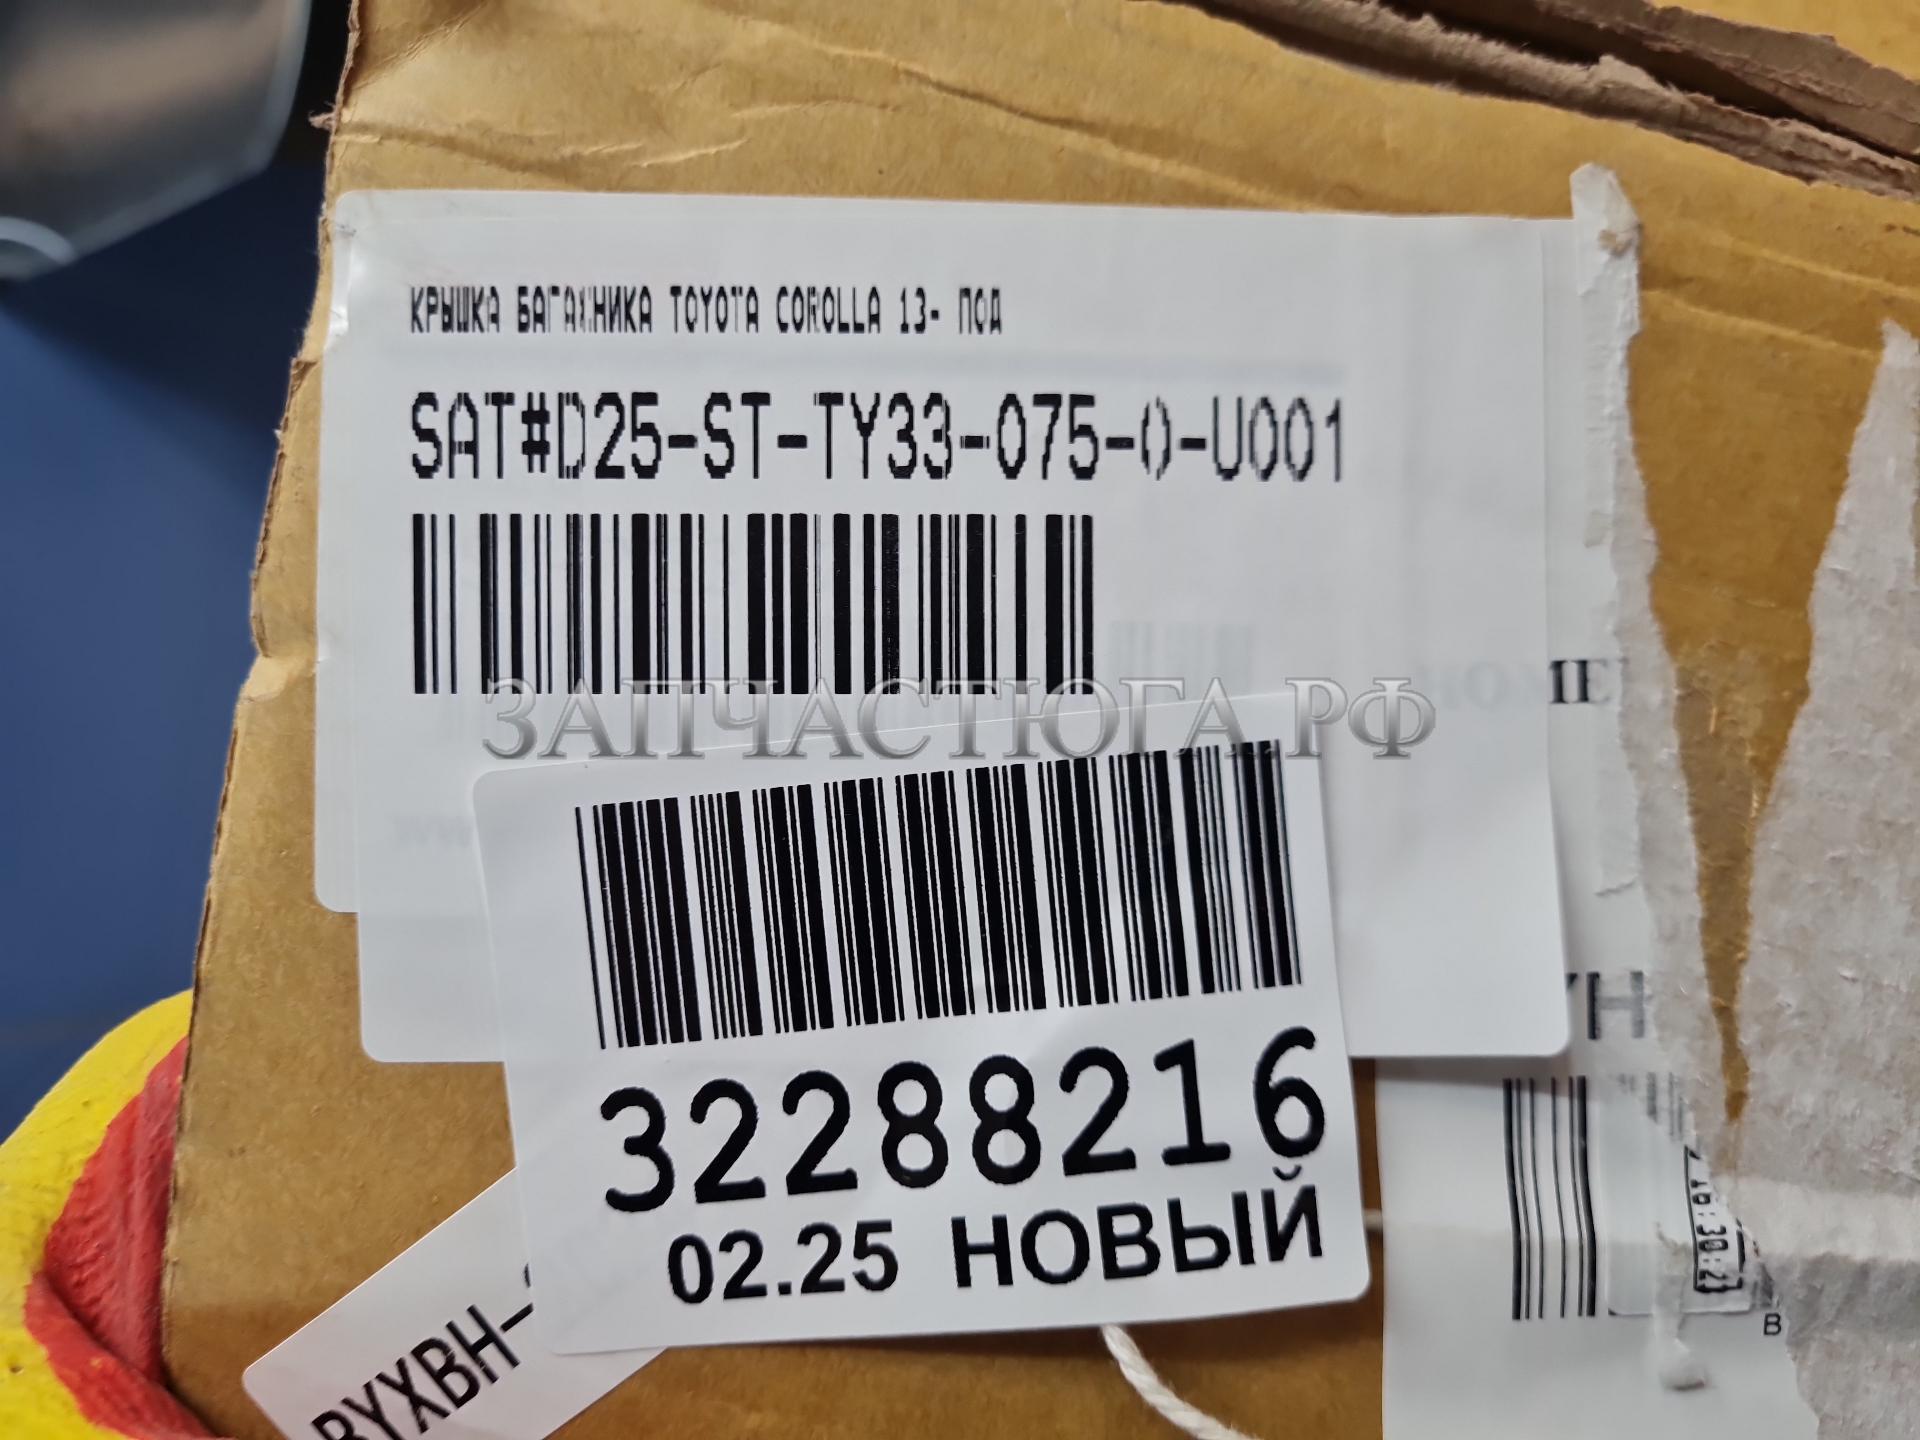 КРЫШКА БАГАЖНИКА TOYOTA COROLLA 13- ПОД
SAT#D25-ST-TY33-075-0-U001
ЗАПЧАСТЮГА.РФ
32288216
02.25 НОВЫЙ
В